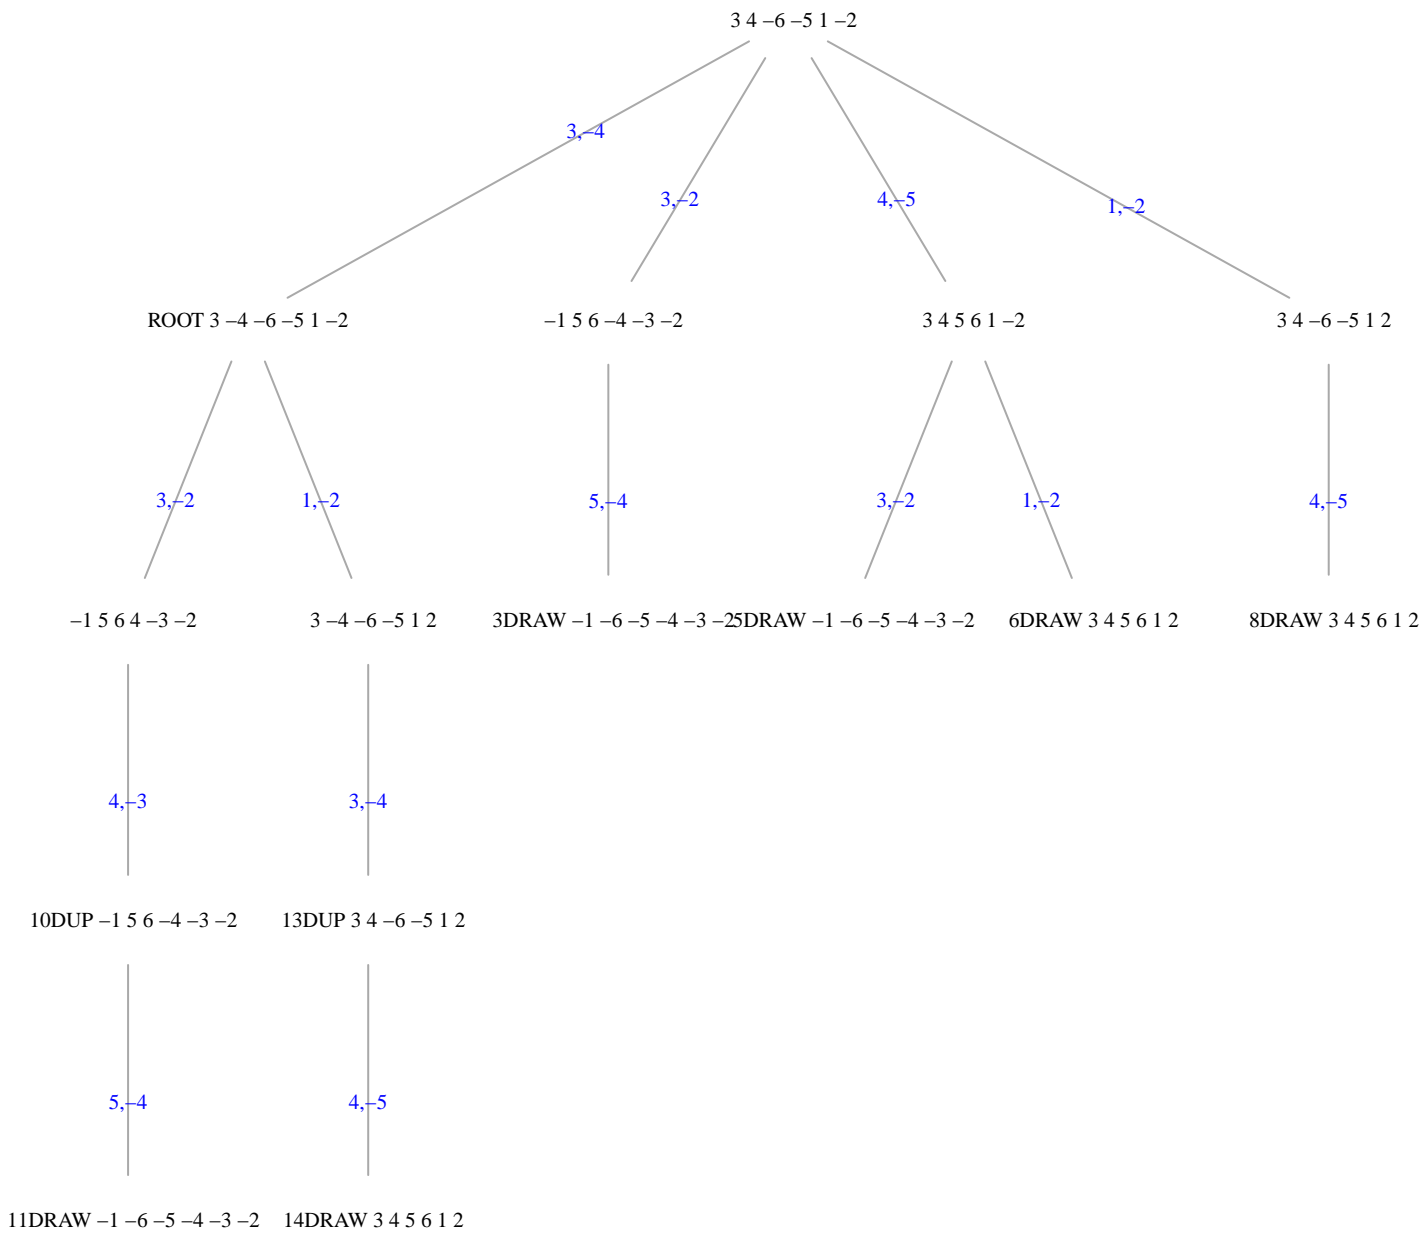 3 4 –6 –5 1 –2
3,–4
3,–2
4,–5
1,–2
ROOT 3 –4 –6 –5 1 –2
–1 5 6 –4 –3 –2
3 4 5 6 1 –2
3 4 –6 –5 1 2
3,–2
1,–2
5,–4
3,–2
1,–2
4,–5
–1 5 6 4 –3 –2
3 –4 –6 –5 1 2
3DRAW –1 –6 –5 –4 –3 –2
5DRAW –1 –6 –5 –4 –3 –2
6DRAW 3 4 5 6 1 2
8DRAW 3 4 5 6 1 2
4,–3
3,–4
10DUP –1 5 6 –4 –3 –2
13DUP 3 4 –6 –5 1 2
5,–4
4,–5
11DRAW –1 –6 –5 –4 –3 –2
14DRAW 3 4 5 6 1 2